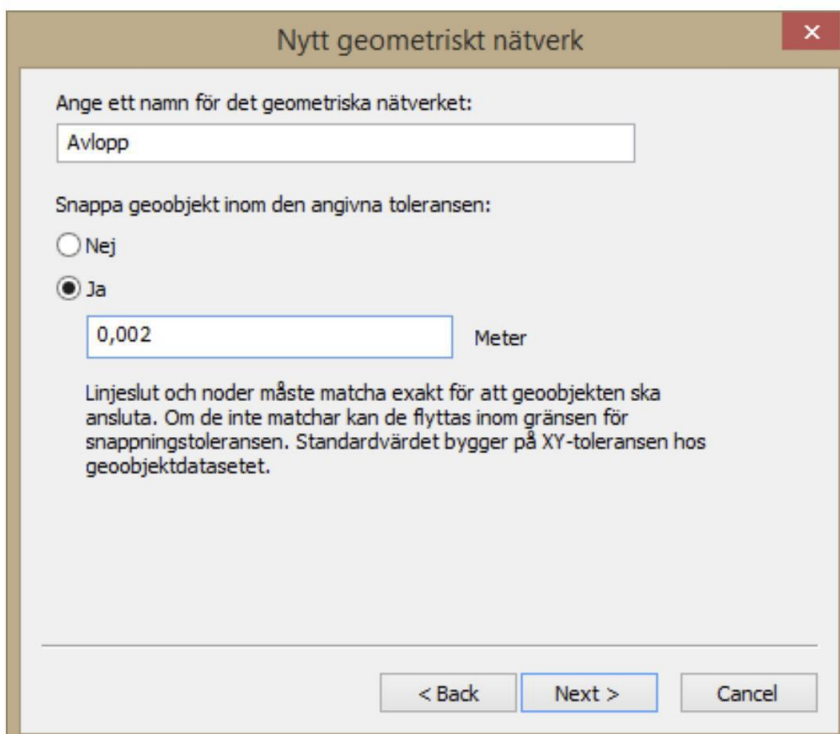 Nytt geometriskt nätverk
Ange ett namn för det geometriska nätverket:
Avlopp
Snappa geoobjekt inom den angivna toleransen:
Nej
Ja
0,002 Meter
Linjeslut och noder måste matcha exakt för att geoobjekten ska
ansluta. Om de inte matchar kan de flyttas inom gränsen för
snappningstoleransen. Standardvärdet bygger på XY-toleransen hos
geoobjektdatasetet.
< Back Next > Cancel